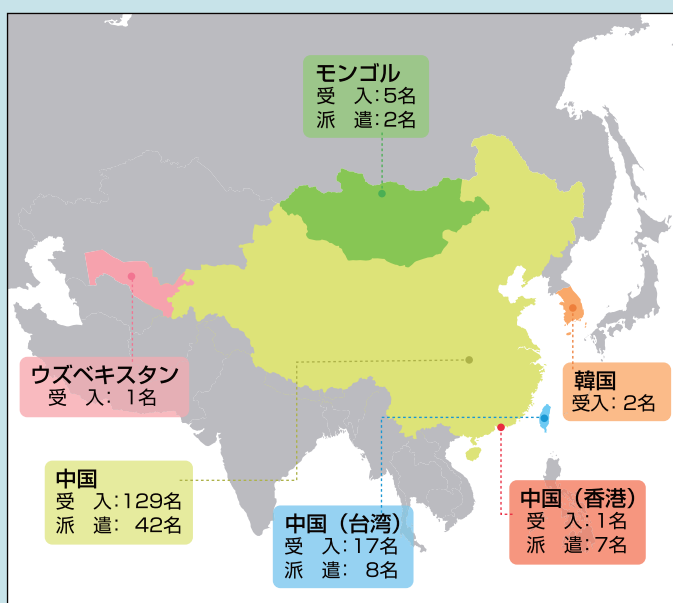 モンゴル
受　入：5名
派　遣：2名
ウズベキスタン
受　入：1名
韓国
受入：2名
中国
受　入：129名
派　遣： 42名
中国（台湾）
受　入：17名
派　遣： 8名
中国（香港）
受　入：1名
派　遣：7名